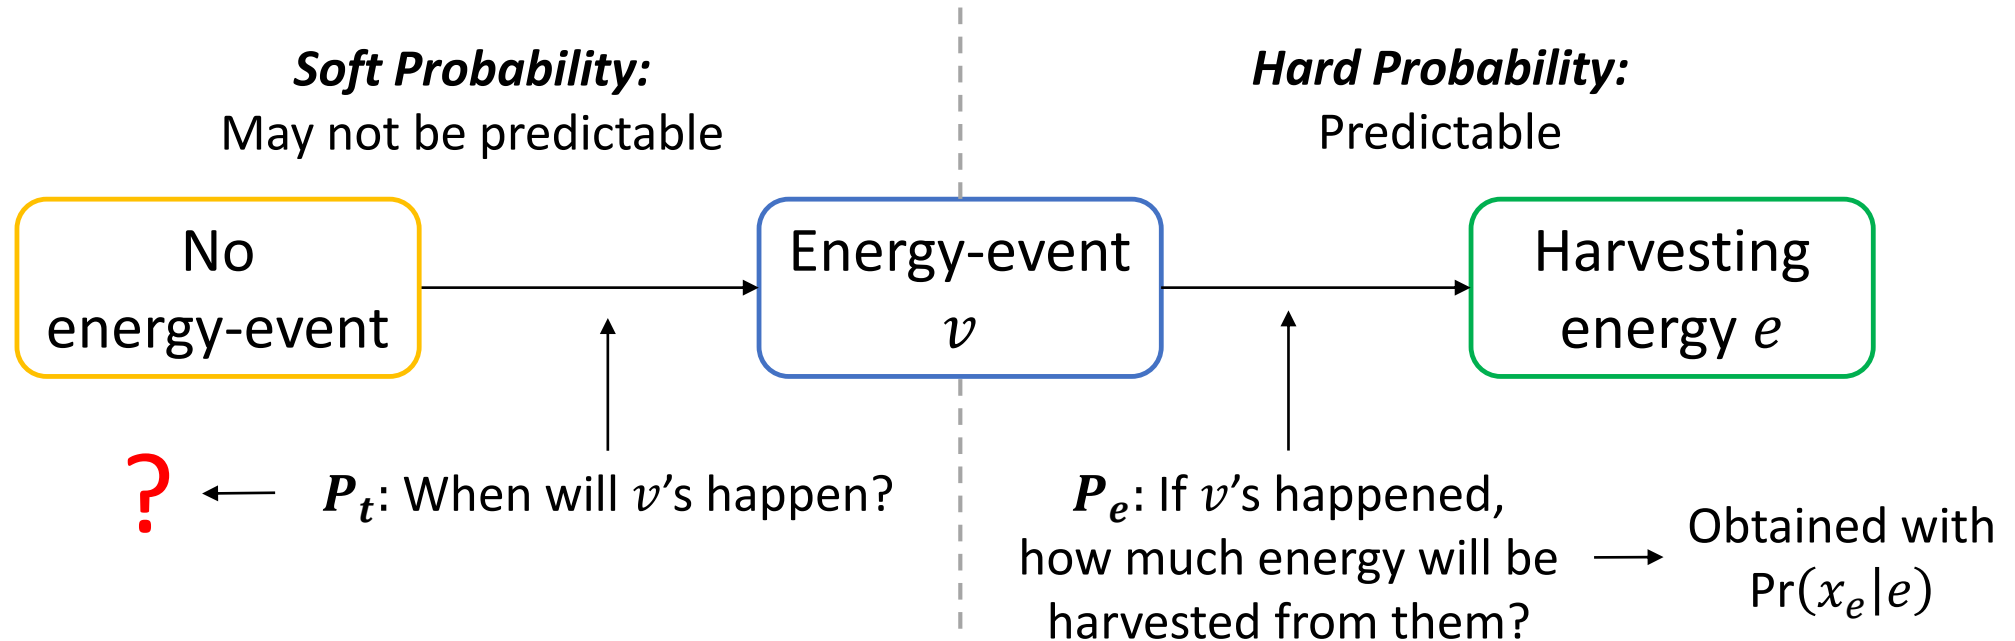 Soft Probability:
May not be predictable
Hard Probability:
Predictable
No
energy-event
Energy-event
v
Harvesting
energy e
?
P_t: When will v's happen?
P_e: If v's happened,
how much energy will be
harvested from them?
Obtained with
Pr(x_e|e)